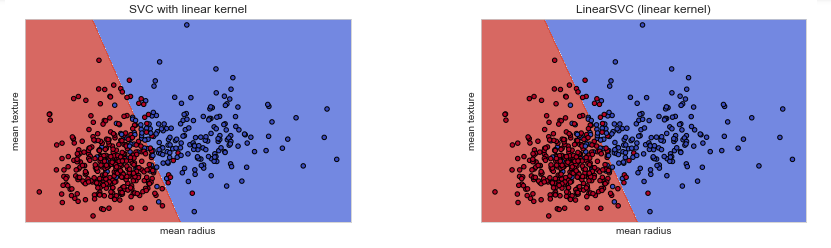 SVC with linear kernel
mean texture
mean radius
LinearSVC (linear kernel)
mean texture
mean radius